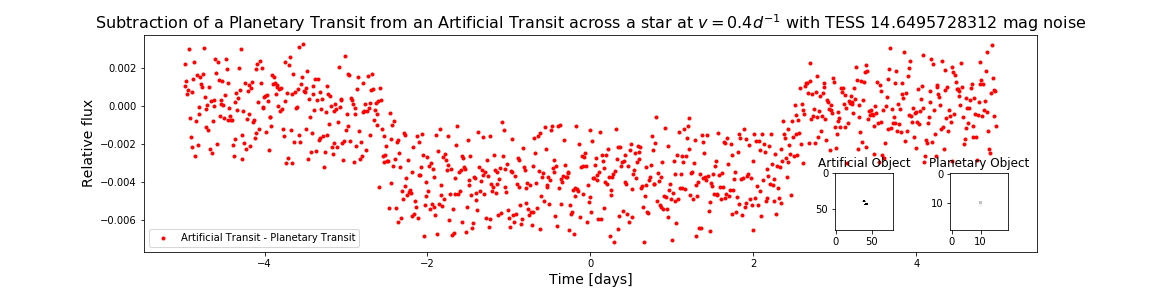 Subtraction of a Planetary Transit from an Artificial Transit across a star at v = 0.4d⁻¹ with TESS 14.6495728312 mag noise
Relative flux
0.002
0.000
−0.002
−0.004
−0.006
Artificial Transit - Planetary Transit
Artificial Object
0
50
0 50
Planetary Object
0
10
0 10
−4 −2 0 2 4
Time [days]